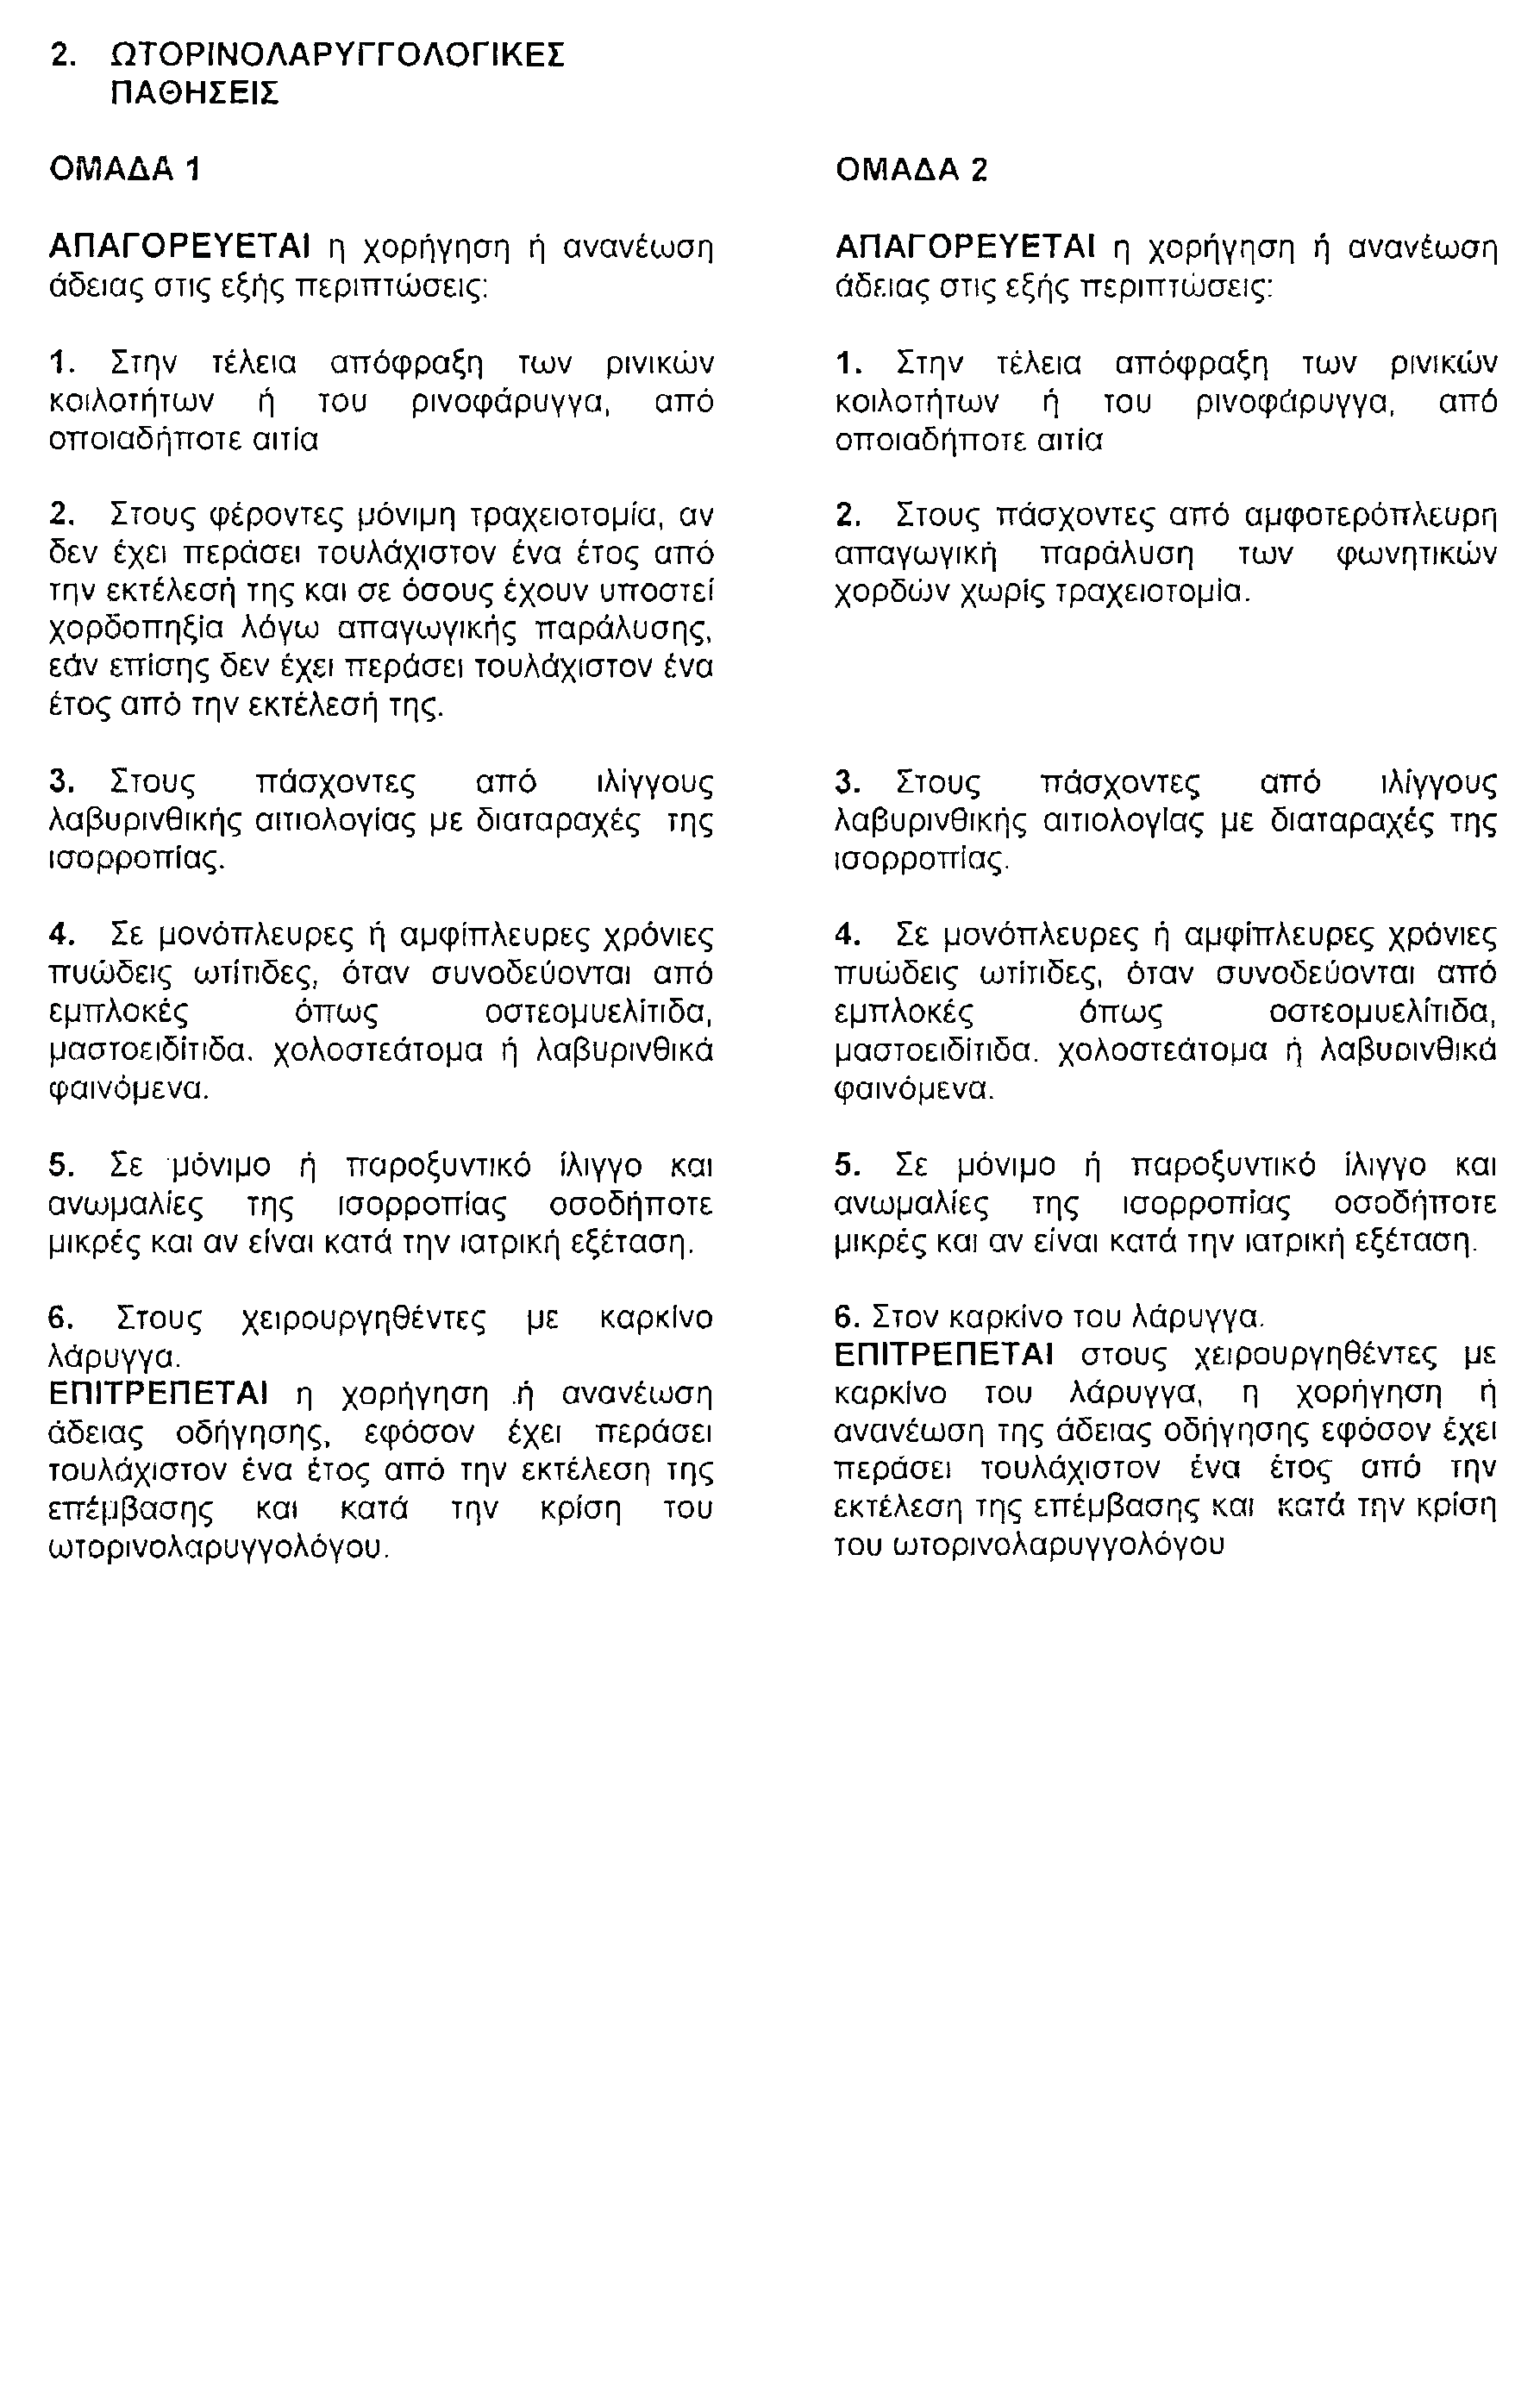 2. ΩΤΟΡΙΝΟΛΑΡΥΓΓΟΛΟΓΙΚΕΣ
ΠΑΘΗΣΕΙΣ
ΟΜΑΔΑ 1
ΑΠΑΓΟΡΕΥΕΤΑΙ η χορήγηση ή ανανέωση
άδειας στις εξής περιπτώσεις:
1. Στην τέλεια απόφραξη των ρινικών
κοιλοτήτων ή του ρινοφάρυγγα, από
οποιαδήποτε αιτία
2. Στους φέροντες μόνιμη τραχειοτομία, αν
δεν έχει περάσει τουλάχιστον ένα έτος από
την εκτέλεσή της και σε όσους έχουν υποστεί
χορδοπηξία λόγω απαγωγικής παράλυσης,
εάν επίσης δεν έχει περάσει τουλάχιστον ένα
έτος από την εκτέλεσή της.
3. Στους πάσχοντες από ιλίγγους
λαβυρινθικής αιτιολογίας με διαταραχές της
ισορροπίας.
4. Σε μονόπλευρες ή αμφίπλευρες χρόνιες
πυώδεις ωτίτιδες, όταν συνοδεύονται από
εμπλοκές όπως οστεομυελίτιδα,
μαστοειδίτιδα. χολοστεάτομα ή λαβυρινθικά
φαινόμενα.
5. Σε μόνιμο ή παροξυντικό ίλιγγο και
ανωμαλίες της ισορροπίας οσοδήποτε
μικρές και αν είναι κατά την ιατρική εξέταση.
6. Στους χειρουργηθέντες με καρκίνο
λάρυγγα.
ΕΠΙΤΡΕΠΕΤΑΙ η χορήγηση .ή ανανέωση
άδειας οδήγησης, εφόσον έχει περάσει
τουλάχιστον ένα έτος από την εκτέλεση της
επέμβασης και κατά την κρίση του
ωτορινολαρυγγολόγου.
ΟΜΑΔΑ 2
ΑΠΑΓΟΡΕΥΕΤΑΙ η χορήγηση ή ανανέωση
άδειας στις εξής περιπτώσεις:
1. Στην τέλεια απόφραξη των ρινικών
κοιλοτήτων ή του ρινοφάρυγγα, από
οποιαδήποτε αιτία
2. Στους πάσχοντες από αμφοτερόπλευρη
απαγωγική παράλυση των φωνητικών
χορδών χωρίς τραχειοτομία.
3. Στους πάσχοντες από ιλίγγους
λαβυρινθικής αιτιολογίας με διαταραχές της
ισορροπίας.
4. Σε μονόπλευρες ή αμφίπλευρες χρόνιες
πυώδεις ωτίτιδες, όταν συνοδεύονται από
εμπλοκές όπως οστεομυελίτιδα,
μαστοειδίτιδα. χολοστεάτομα ή λαβυρινθικά
φαινόμενα.
5. Σε μόνιμο ή παροξυντικό ίλιγγο και
ανωμαλίες της ισορροπίας οσοδήποτε
μικρές και αν είναι κατά την ιατρική εξέταση.
6. Στον καρκίνο του λάρυγγα.
ΕΠΙΤΡΕΠΕΤΑΙ στους χειρουργηθέντες με
καρκίνο του λάρυγγα, η χορήγηση ή
ανανέωση της άδειας οδήγησης εφόσον έχει
περάσει τουλάχιστον ένα έτος από την
εκτέλεση της επέμβασης και κατά την κρίση
του ωτορινολαρυγγολόγου